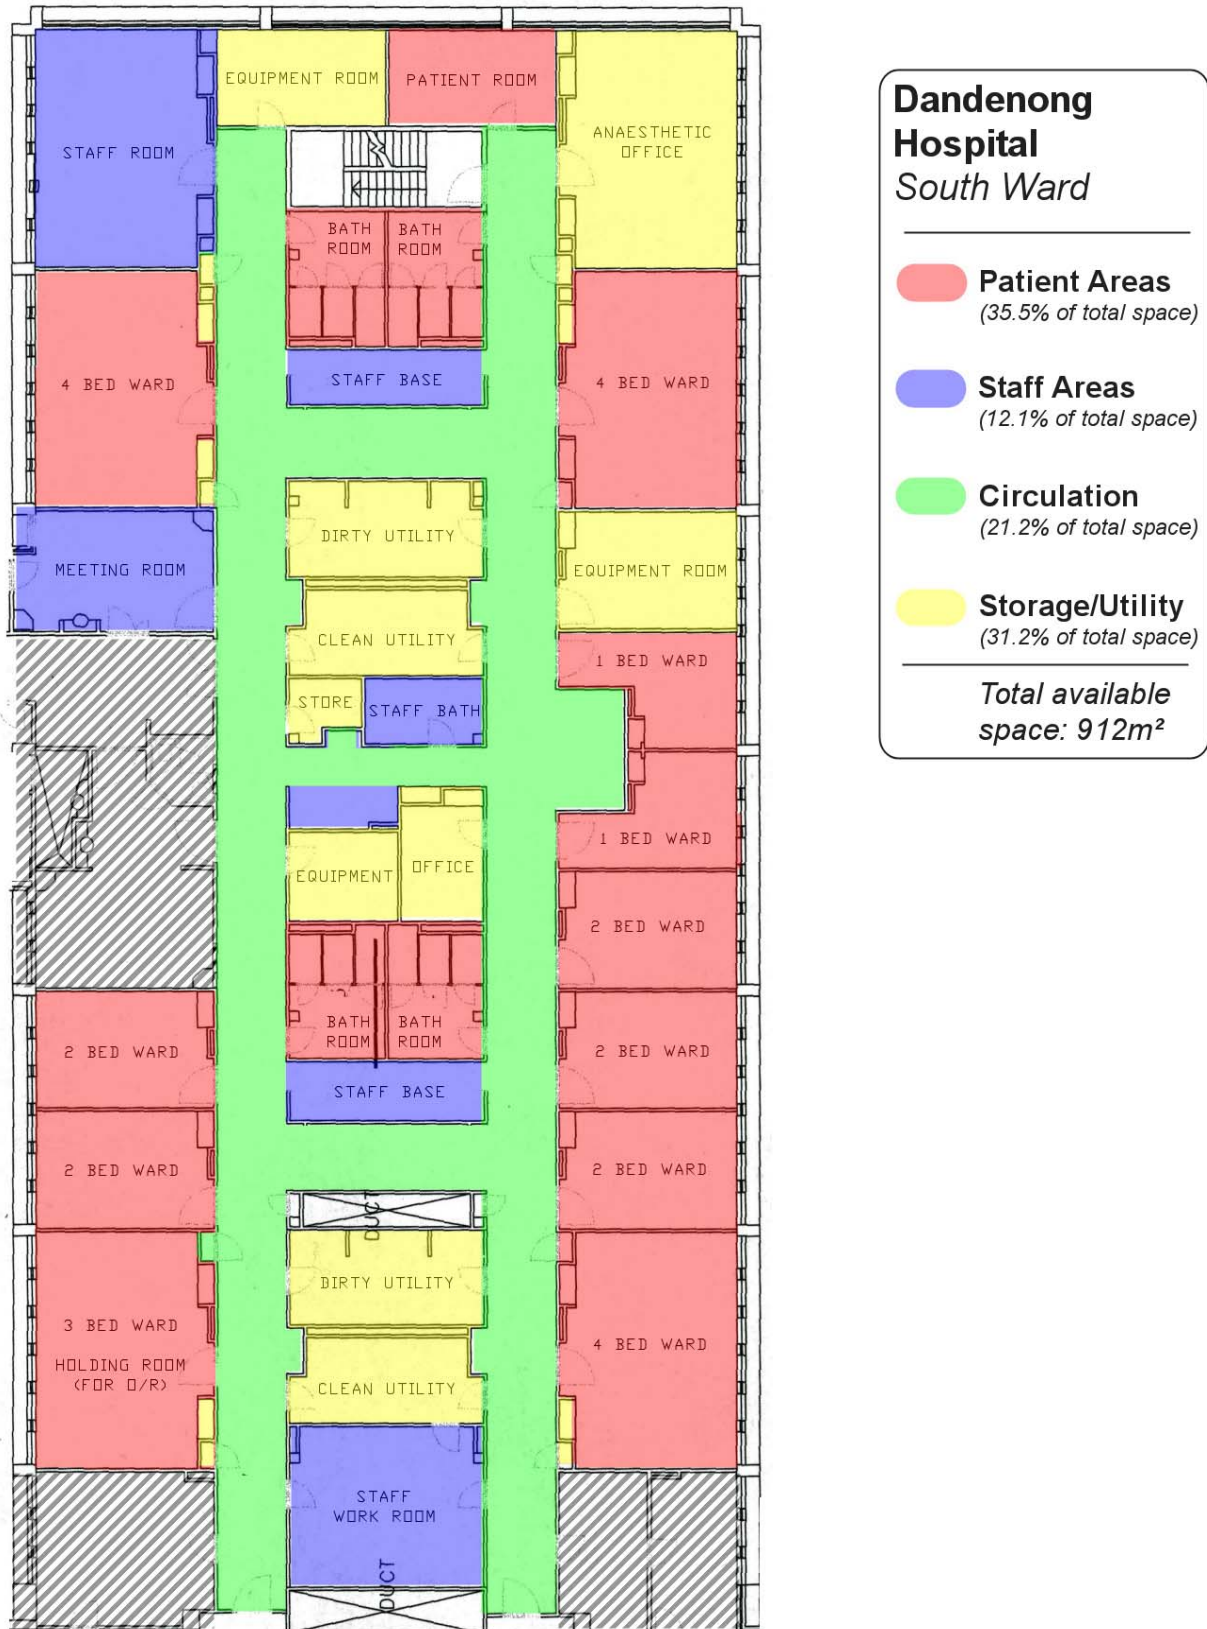 EQUIPMENT ROOM
PATIENT ROOM
STAFF ROOM
ANAESTHETIC
OFFICE
BATH
ROOM
BATH
ROOM
4 BED WARD
STAFF BASE
4 BED WARD
DIRTY UTILITY
MEETING ROOM
EQUIPMENT ROOM
CLEAN UTILITY
1 BED WARD
STORE
STAFF BATH
1 BED WARD
EQUIPMENT
OFFICE
2 BED WARD
BATH
ROOM
BATH
ROOM
2 BED WARD
2 BED WARD
STAFF BASE
2 BED WARD
2 BED WARD
DUCT
DIRTY UTILITY
3 BED WARD
HOLDING ROOM
(FOR O/R)
4 BED WARD
CLEAN UTILITY
STAFF
WORK ROOM
DUCT
Dandenong
Hospital
South Ward
Patient Areas
(35.5% of total space)
Staff Areas
(12.1% of total space)
Circulation
(21.2% of total space)
Storage/Utility
(31.2% of total space)
Total available
space: 912m²